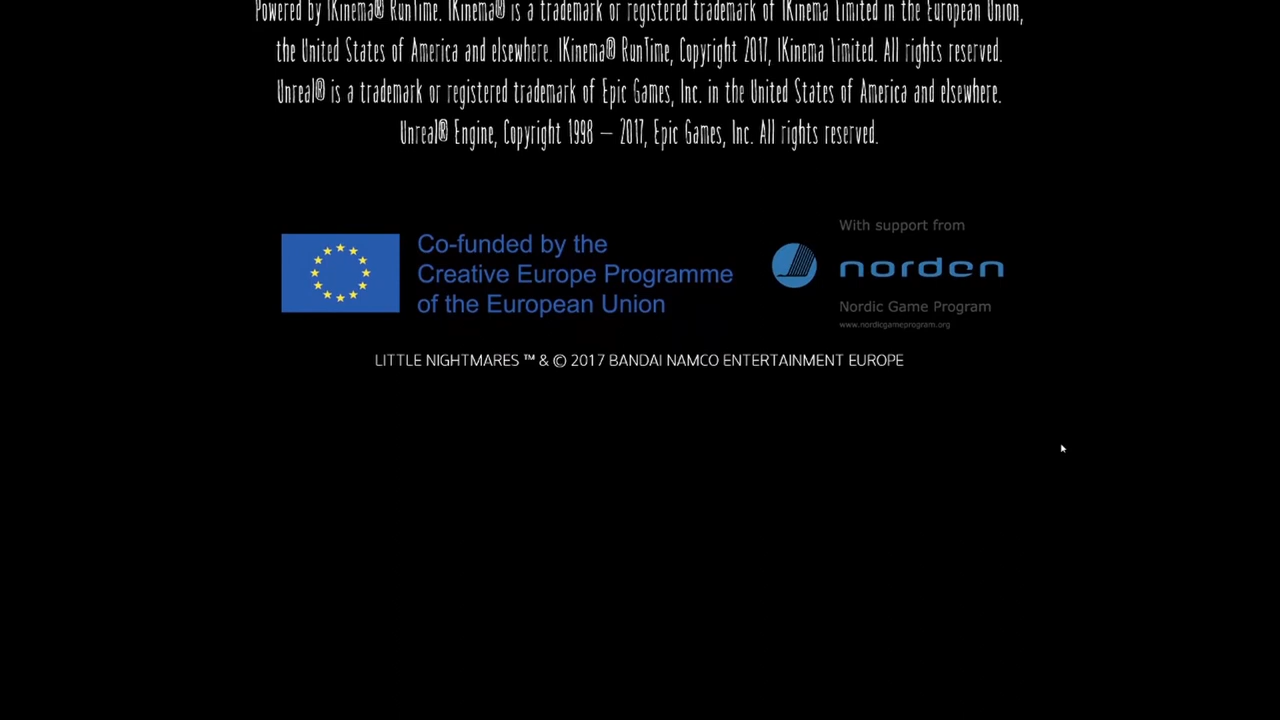 Powered by IKinema® RunTime. IKinema® is a trademark or registered trademark of IKinema Limited in the European Union,
the United States of America and elsewhere. IKinema® RunTime, Copyright 2017, IKinema Limited. All rights reserved.
Unreal® is a trademark or registered trademark of Epic Games, Inc. in the United States of America and elsewhere.
Unreal® Engine, Copyright 1998 – 2017, Epic Games, Inc. All rights reserved.
Co-funded by the
Creative Europe Programme
of the European Union
With support from
norden
Nordic Game Program
www.nordicgameprogram.org
LITTLE NIGHTMARES ™ & © 2017 BANDAI NAMCO ENTERTAINMENT EUROPE